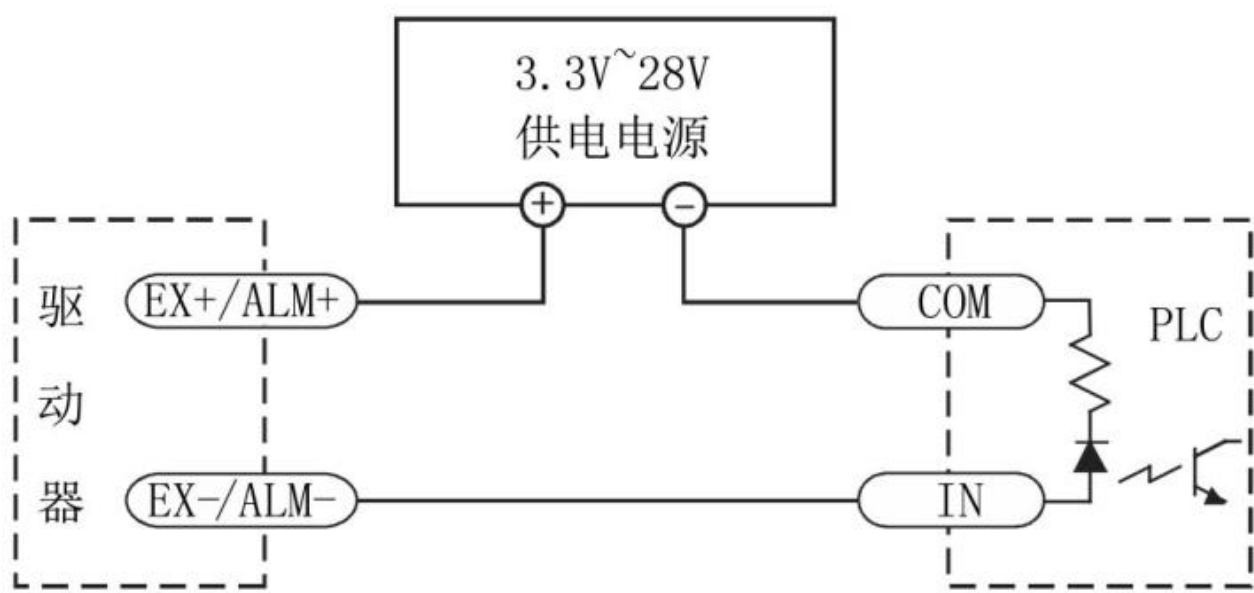 3.3V~28V
供电电源
+
−
驱动器
EX+/ALM+
EX-/ALM-
COM
IN
PLC